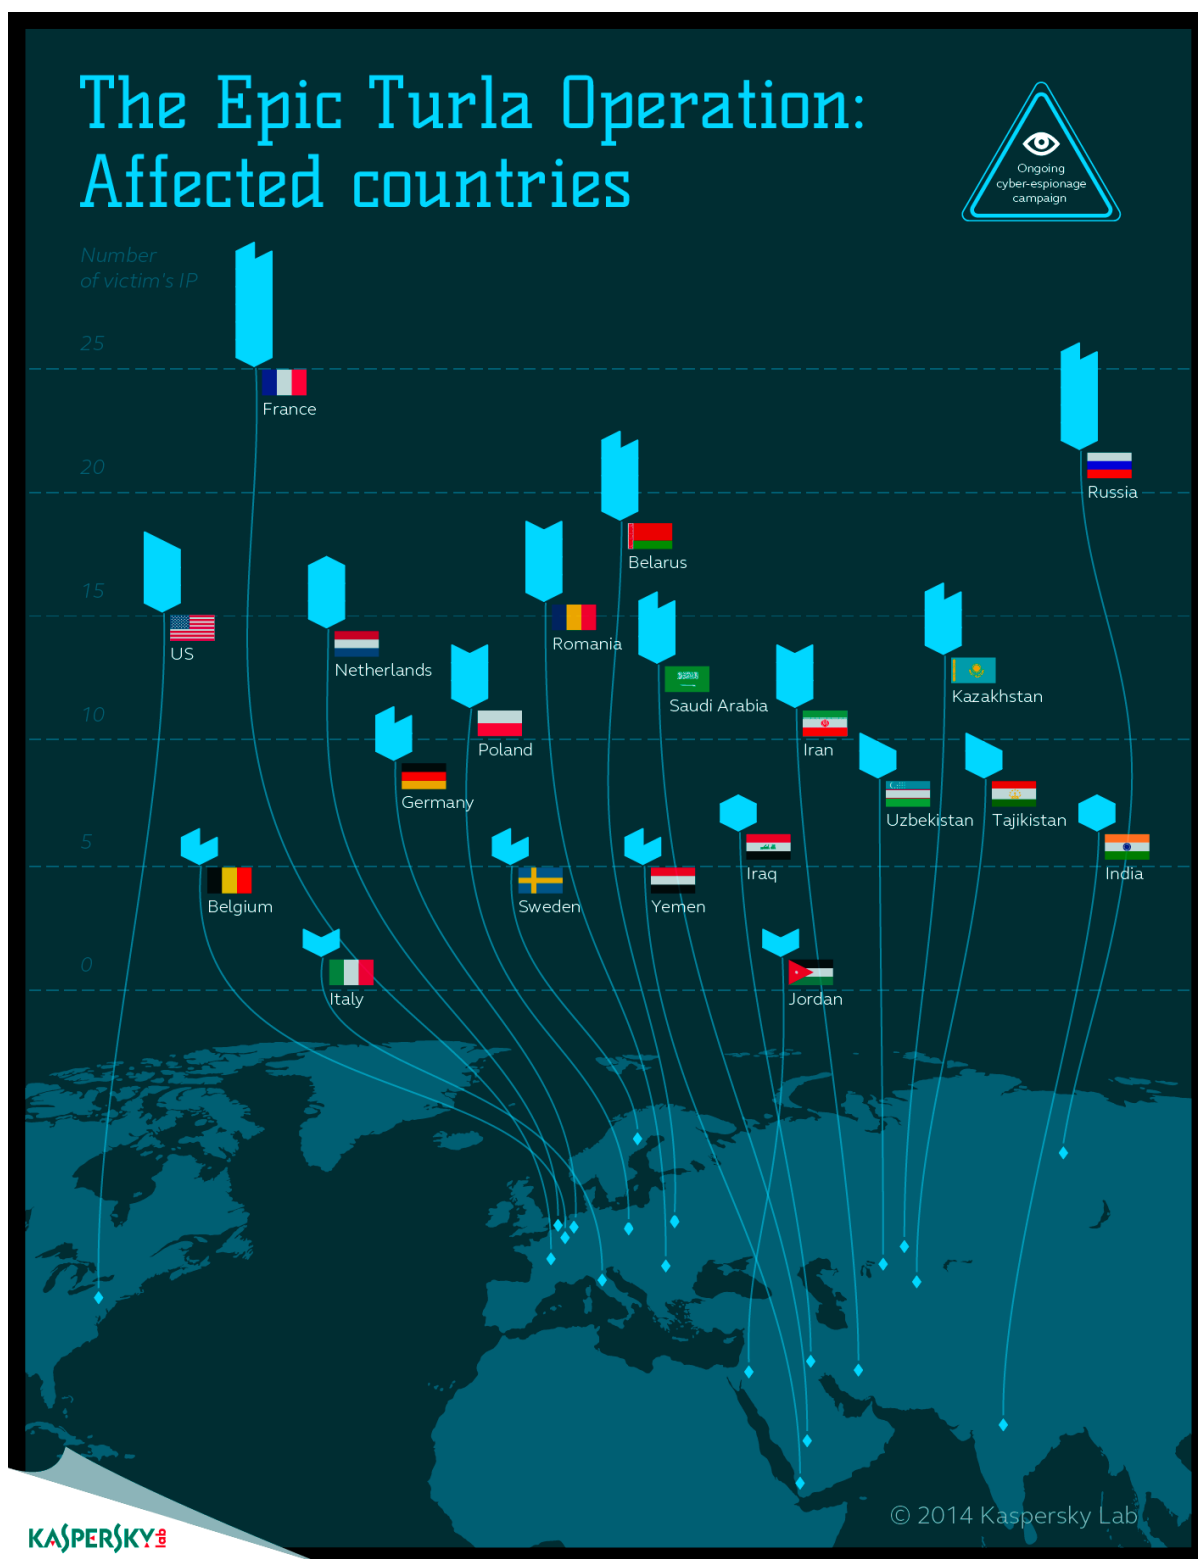 The Epic Turla Operation:
Affected countries
Ongoing
cyber-espionage
campaign
Number
of victim's IP
25
France
20
Russia
Belarus
15
Romania
US
Netherlands
Kazakhstan
Saudi Arabia
10
Poland
Iran
Germany
Uzbekistan
Tajikistan
5
Iraq
India
Belgium
Sweden
Yemen
0
Italy
Jordan
© 2014 Kaspersky Lab
KASPERSKY lab